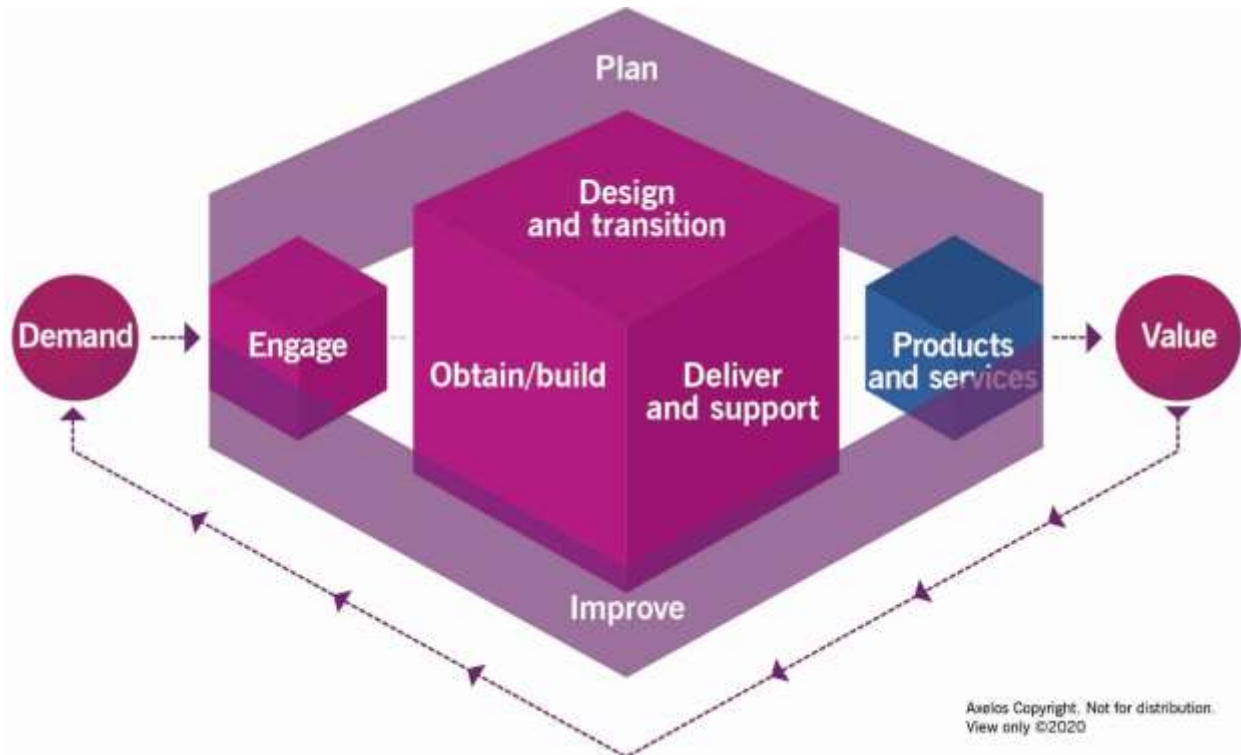 Plan
Design
and transition
Demand
Engage
Obtain/build
Deliver
and support
Products
and services
Value
Improve
Axelos Copyright. Not for distribution.
View only ©2020